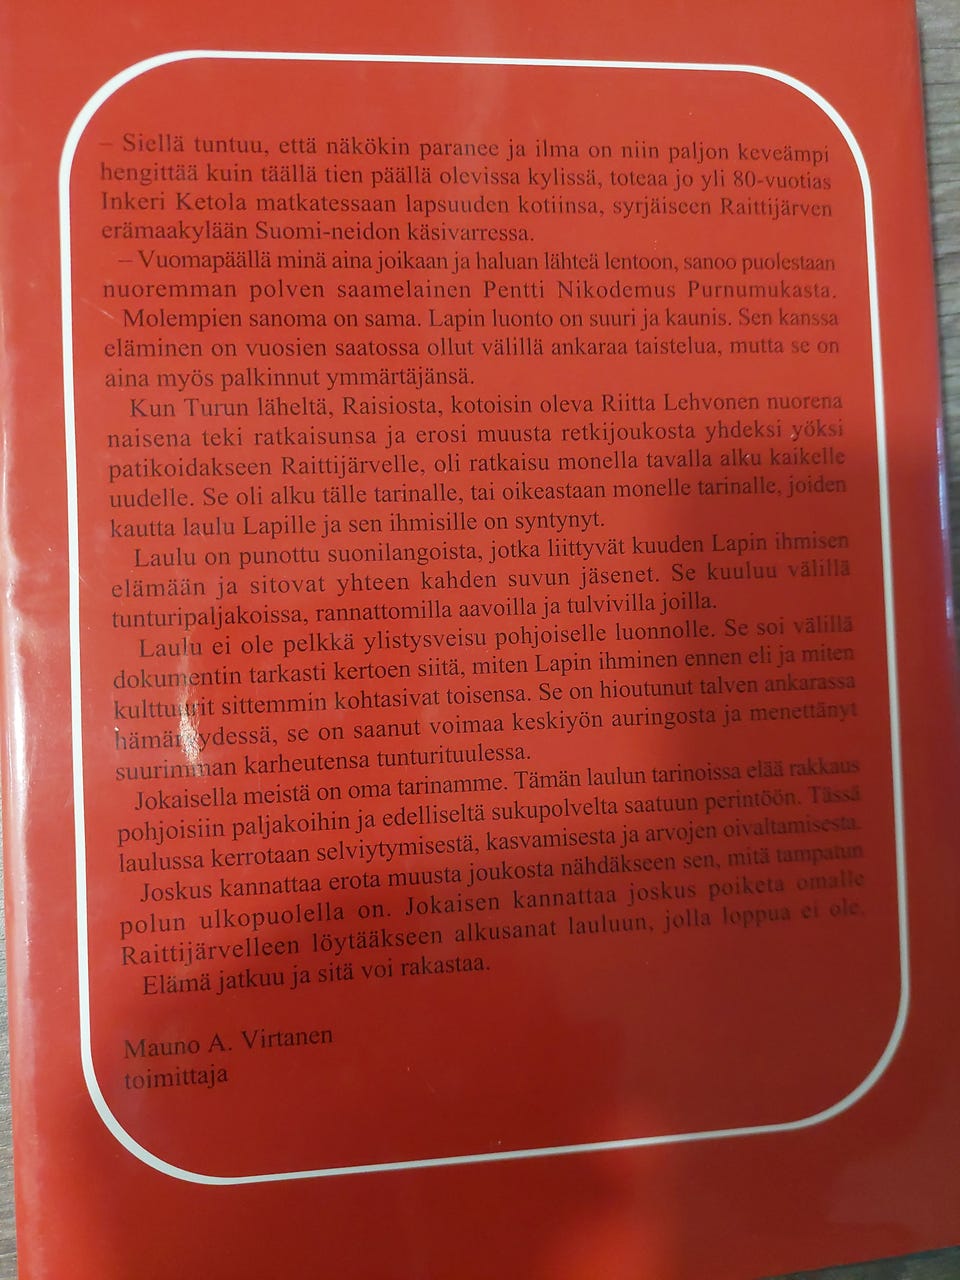 – Siellä tuntuu, että näkökin paranee ja ilma on niin paljon keveämpi
hengittää kuin täällä tien päällä olevissa kylissä, toteaa jo yli 80-vuotias
Inkeri Ketola matkatessaan lapsuuden kotiinsa, syrjäiseen Raittijärven
erämaakylään Suomi-neidon käsivarressa.
– Vuomapäällä minä aina joikaan ja haluan lähteä lentoon, sanoo puolestaan
nuoremman polven saamelainen Pentti Nikodemus Purnumukasta.
Molempien sanoma on sama. Lapin luonto on suuri ja kaunis. Sen kanssa
eläminen on vuosien saatossa ollut välillä ankaraa taistelua, mutta se on
aina myös palkinnut ymmärtäjänsä.
Kun Turun läheltä, Raisiosta, kotoisin oleva Riitta Lehvonen nuorena
naisena teki ratkaisunsa ja erosi muusta retkijoukosta yhdeksi yöksi
patikoidakseen Raittijärvelle, oli ratkaisu monella tavalla alku kaikelle
uudelle. Se oli alku tälle tarinalle, tai oikeastaan monelle tarinalle, joiden
kautta laulu Lapille ja sen ihmisille on syntynyt.
Laulu on punottu suonilangoista, jotka liittyvät kuuden Lapin ihmisen
elämään ja sitovat yhteen kahden suvun jäsenet. Se kuuluu välillä
tunturipaljakoissa, rannattomilla aavoilla ja tulvivilla joilla.
Laulu ei ole pelkkä ylistysveisu pohjoiselle luonnolle. Se soi välillä
dokumentin tarkasti kertoen siitä, miten Lapin ihminen ennen eli ja miten
kulttuurit sittemmin kohtasivat toisensa. Se on hioutunut talven ankarassa
hämäryydessä, se on saanut voimaa keskiyön auringosta ja menettänyt
suurimman karheutensa tunturituulessa.
Jokaisella meistä on oma tarinamme. Tämän laulun tarinoissa elää rakkaus
pohjoisiin paljakoihin ja edelliseltä sukupolvelta saatuun perintöön. Tässä
laulussa kerrotaan selviytymisestä, kasvamisesta ja arvojen oivaltamisesta.
Joskus kannattaa erota muusta joukosta nähdäkseen sen, mitä tampatun
polun ulkopuolella on. Jokaisen kannattaa joskus poiketa omalle
Raittijärvelleen löytääkseen alkusanat lauluun, jolla loppua ei ole.
Elämä jatkuu ja sitä voi rakastaa.
Mauno A. Virtanen
toimittaja